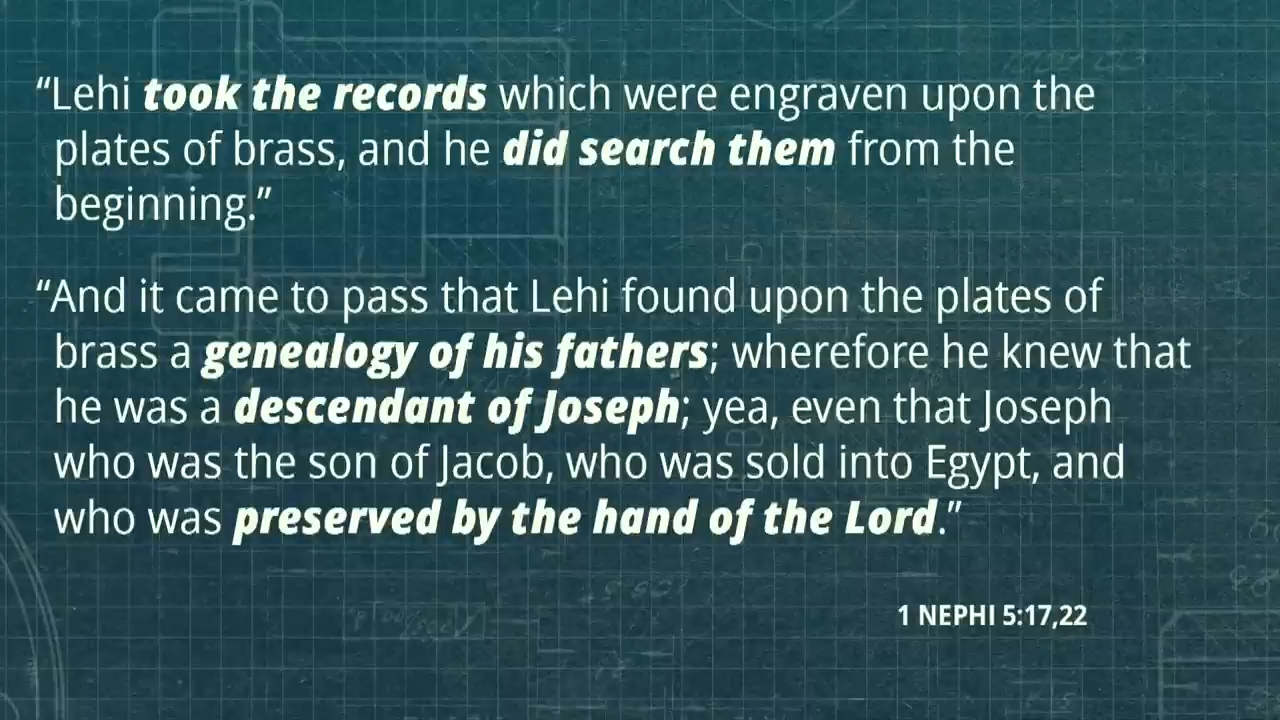 “Lehi took the records which were engraven upon the
plates of brass, and he did search them from the
beginning.”
“And it came to pass that Lehi found upon the plates of
brass a genealogy of his fathers; wherefore he knew that
he was a descendant of Joseph; yea, even that Joseph
who was the son of Jacob, who was sold into Egypt, and
who was preserved by the hand of the Lord.”
1 NEPHI 5:17,22